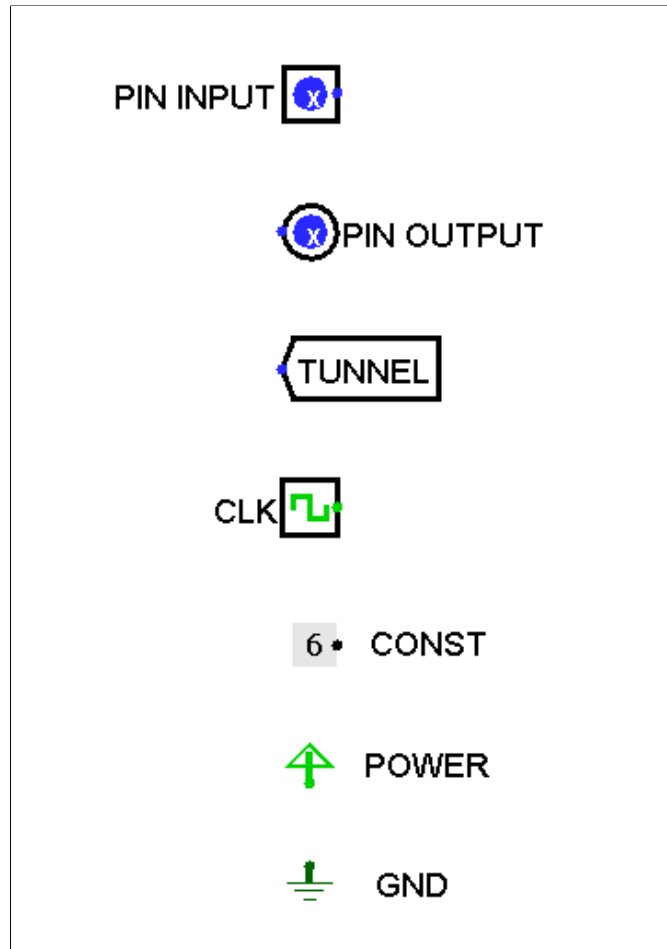 PIN INPUT x
x PIN OUTPUT
TUNNEL
CLK
6 CONST
POWER
GND